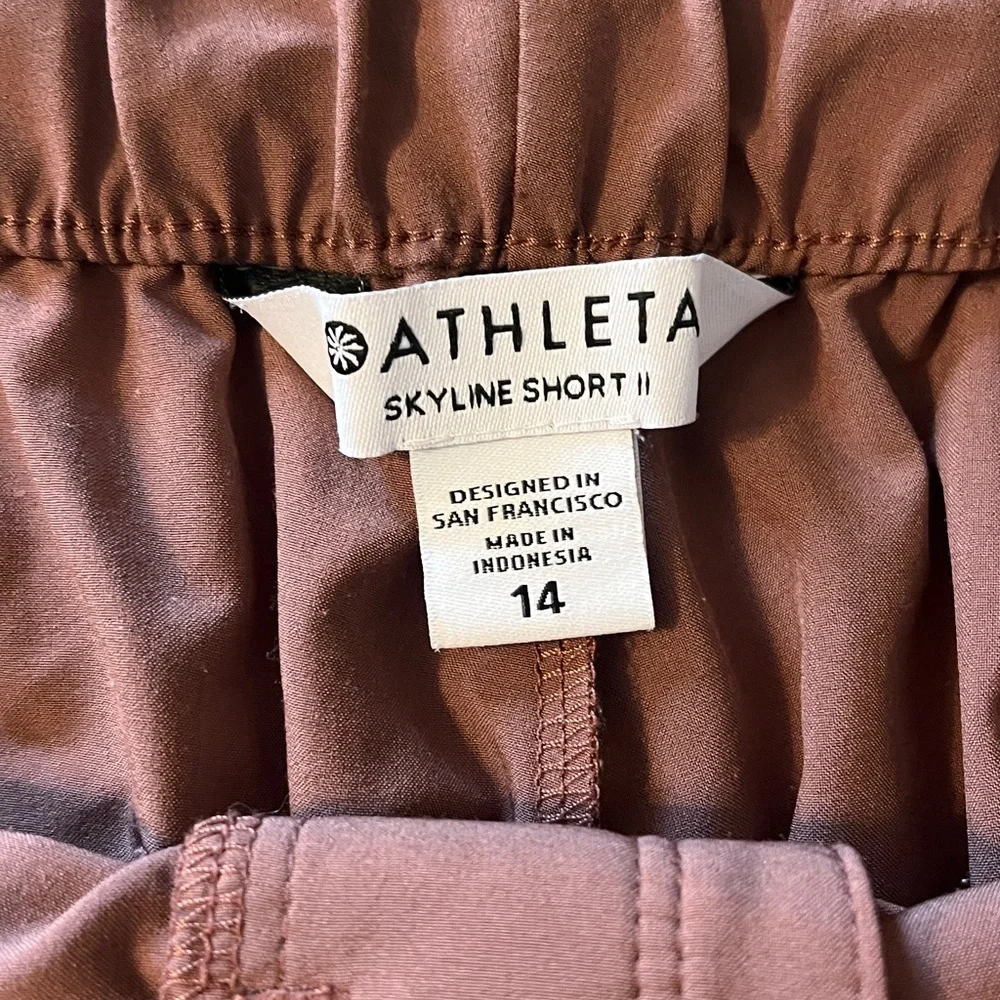 ATHLETA
SKYLINE SHORT II
DESIGNED IN
SAN FRANCISCO
MADE IN
INDONESIA
14